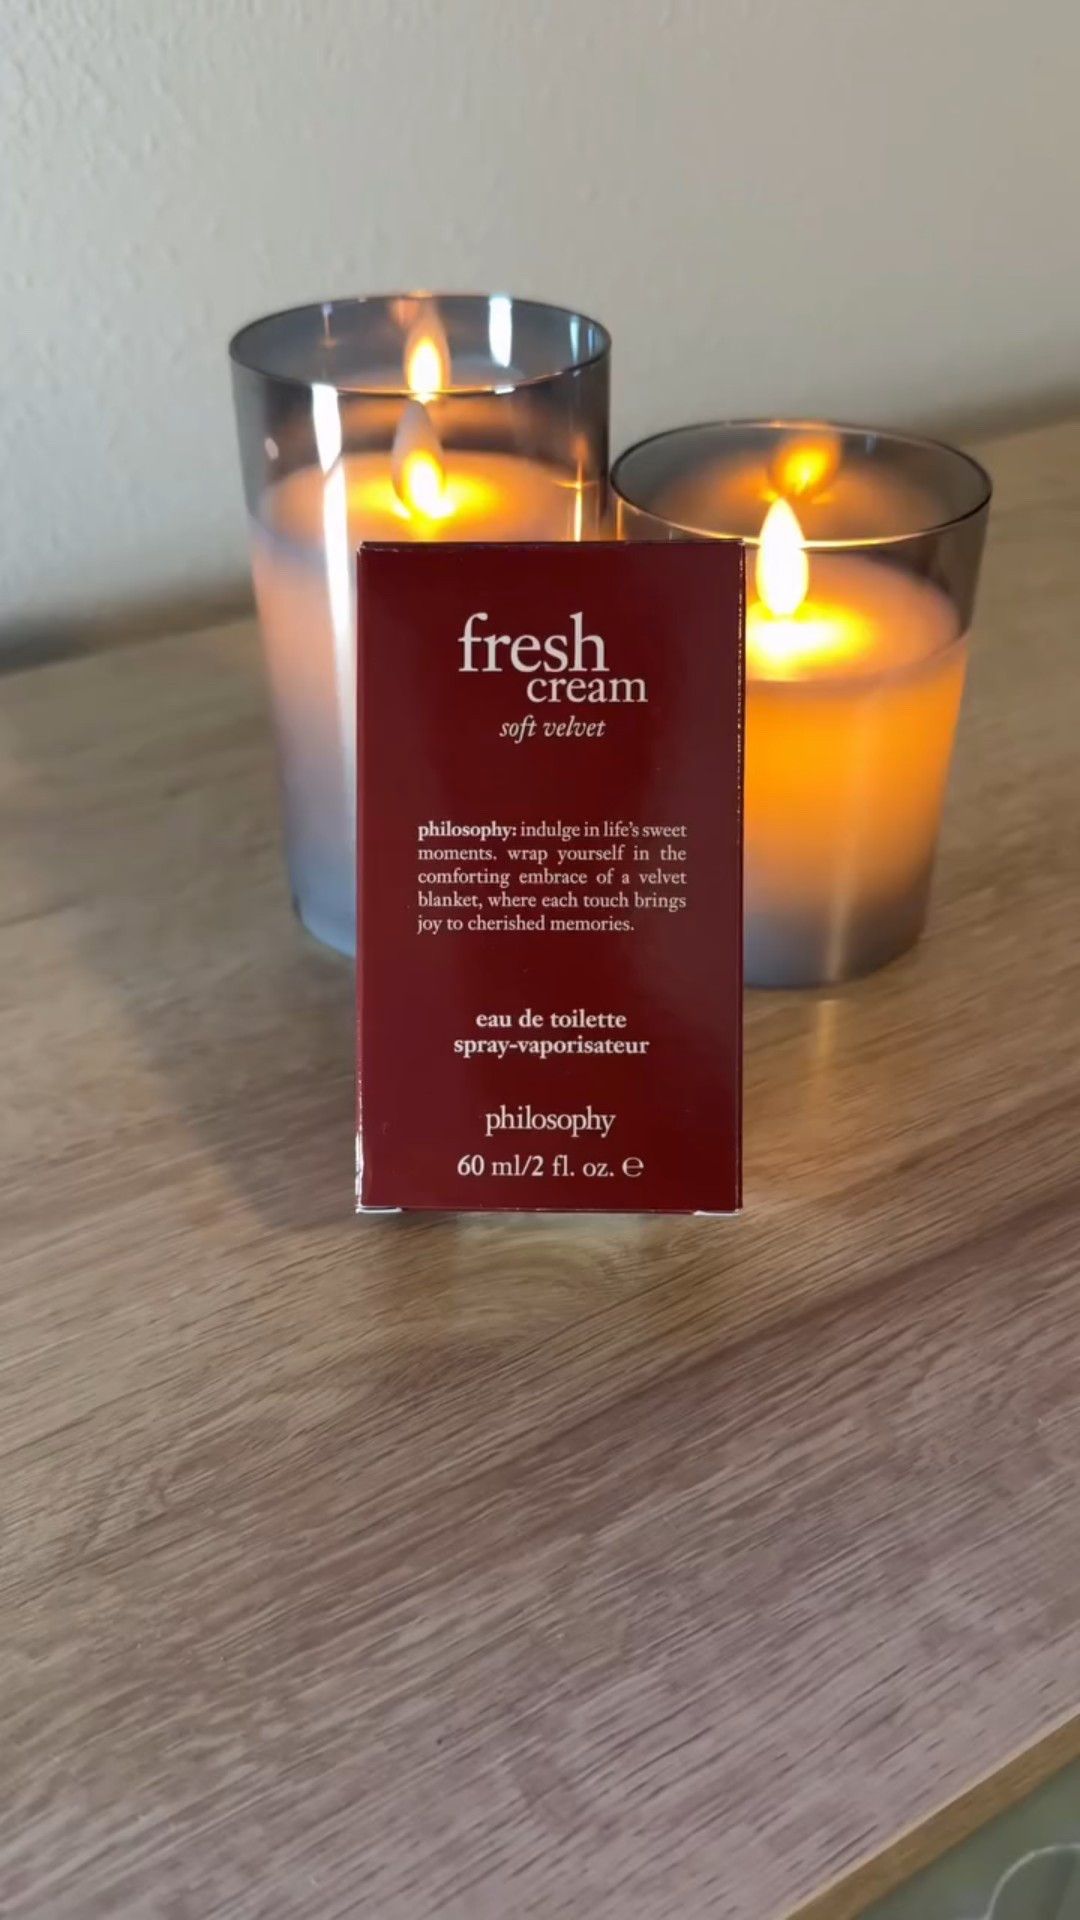 fresh
cream
soft velvet
philosophy: indulge in life's sweet
moments. wrap yourself in the
comforting embrace of a velvet
blanket, where each touch brings
joy to cherished memories.
eau de toilette
spray-vaporisateur
philosophy
60 ml/2 fl. oz. ℮